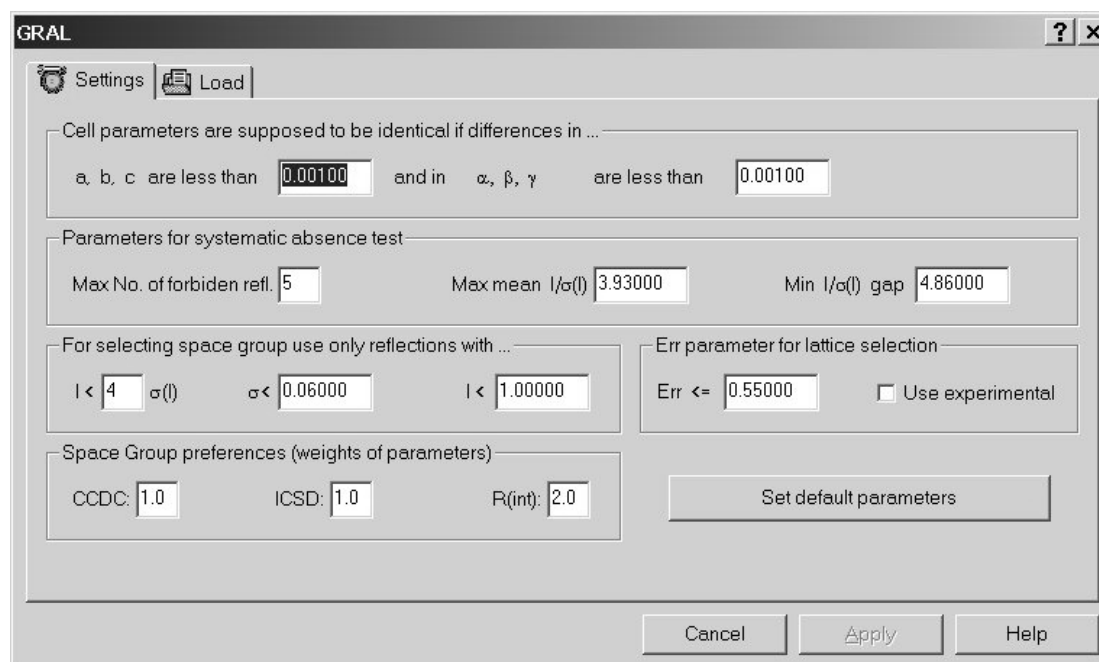 GRAL
Settings Load
Cell parameters are supposed to be identical if differences in ...
a, b, c are less than 0.00100 and in α, β, γ are less than 0.00100
Parameters for systematic absence test
Max No. of forbiden refl. 5 Max mean I/σ(I) 3.93000 Min I/σ(I) gap 4.86000
For selecting space group use only reflections with ... Err parameter for lattice selection
I < 4 σ(I) σ< 0.06000 I < 1.00000 Err <= 0.55000 Use experimental
Space Group preferences (weights of parameters)
CCDC: 1.0 ICSD: 1.0 R(int): 2.0 Set default parameters
Cancel Apply Help